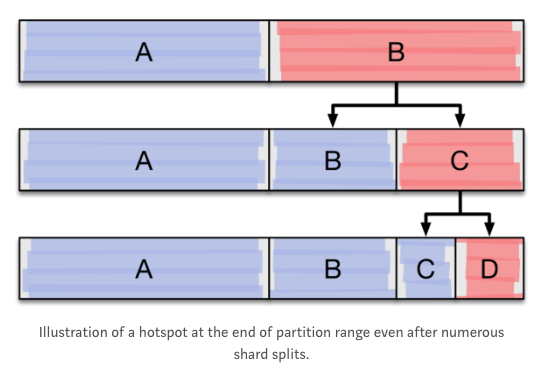 A B
A B C
A B C D
Illustration of a hotspot at the end of partition range even after numerous
shard splits.